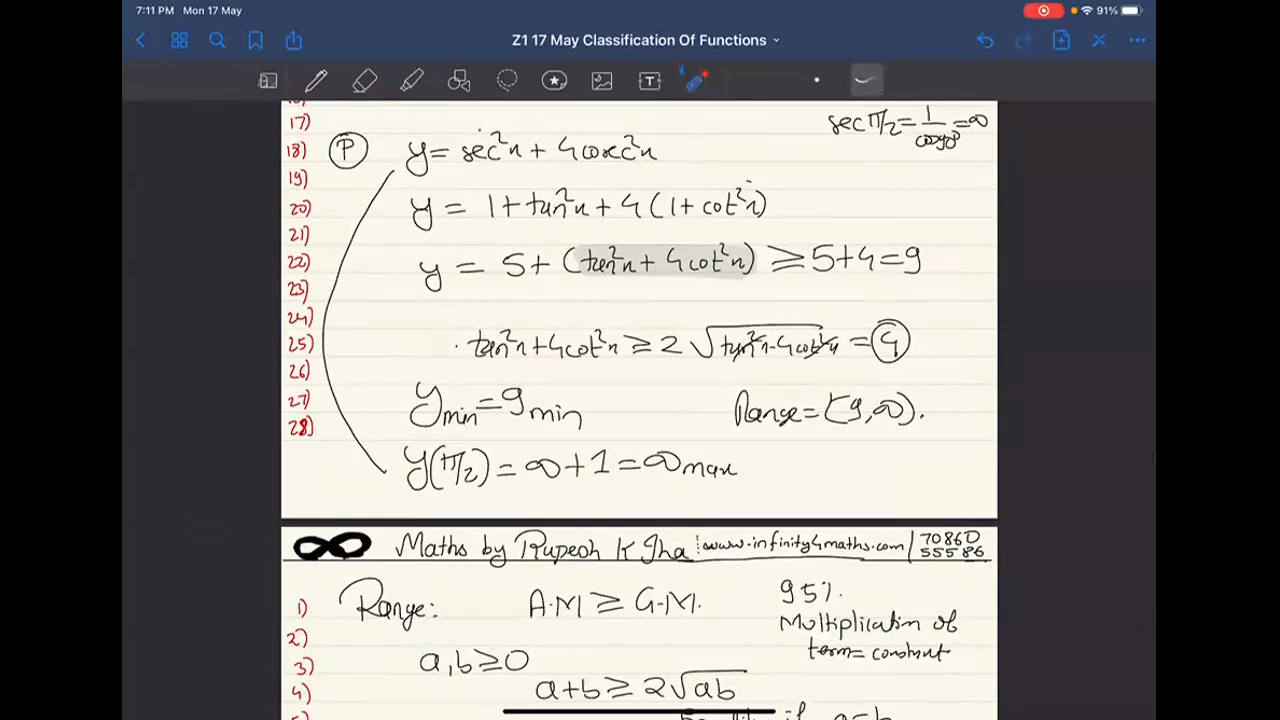 7:11 PM Mon 17 May
91%
Z1 17 May Classification Of Functions
17)
sec π/2 = 1/cos90° = ∞
18) P y = sec²x + 4cosec²x
19)
20) y = 1 + tan²x + 4(1 + cot²x)
21)
22) y = 5 + (tan²x + 4cot²x) ≥ 5+4 = 9
23)
24)
25) tan²x + 4cot²x ≥ 2√(tan²x·4cot²x) = 4
26)
27) y min = 9 min Range = [9,∞).
28)
y(π/2) = ∞ + 1 = ∞ max
∞ Maths by Rupesh K Jha www.infinity4maths.com/ 70860 55586
1) Range: A.M ≥ G.M. 95%.
2) Multiplication of
term = constant
3) a,b ≥ 0
4) a+b ≥ 2√ab
if a=b